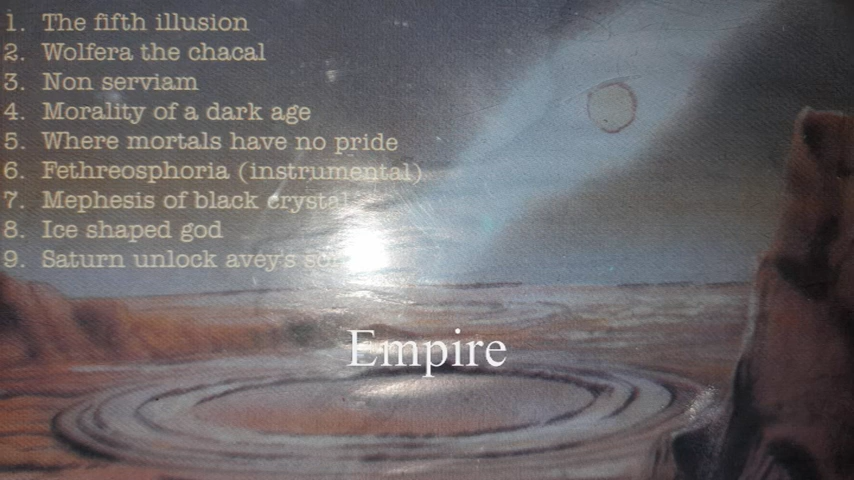 1. The fifth illusion
2. Wolfera the chacal
3. Non serviam
4. Morality of a dark age
5. Where mortals have no pride
6. Fethreosphoria (instrumental)
7. Mephesis of black crystal
8. Ice shaped god
9. Saturn unlock avey's
Empire